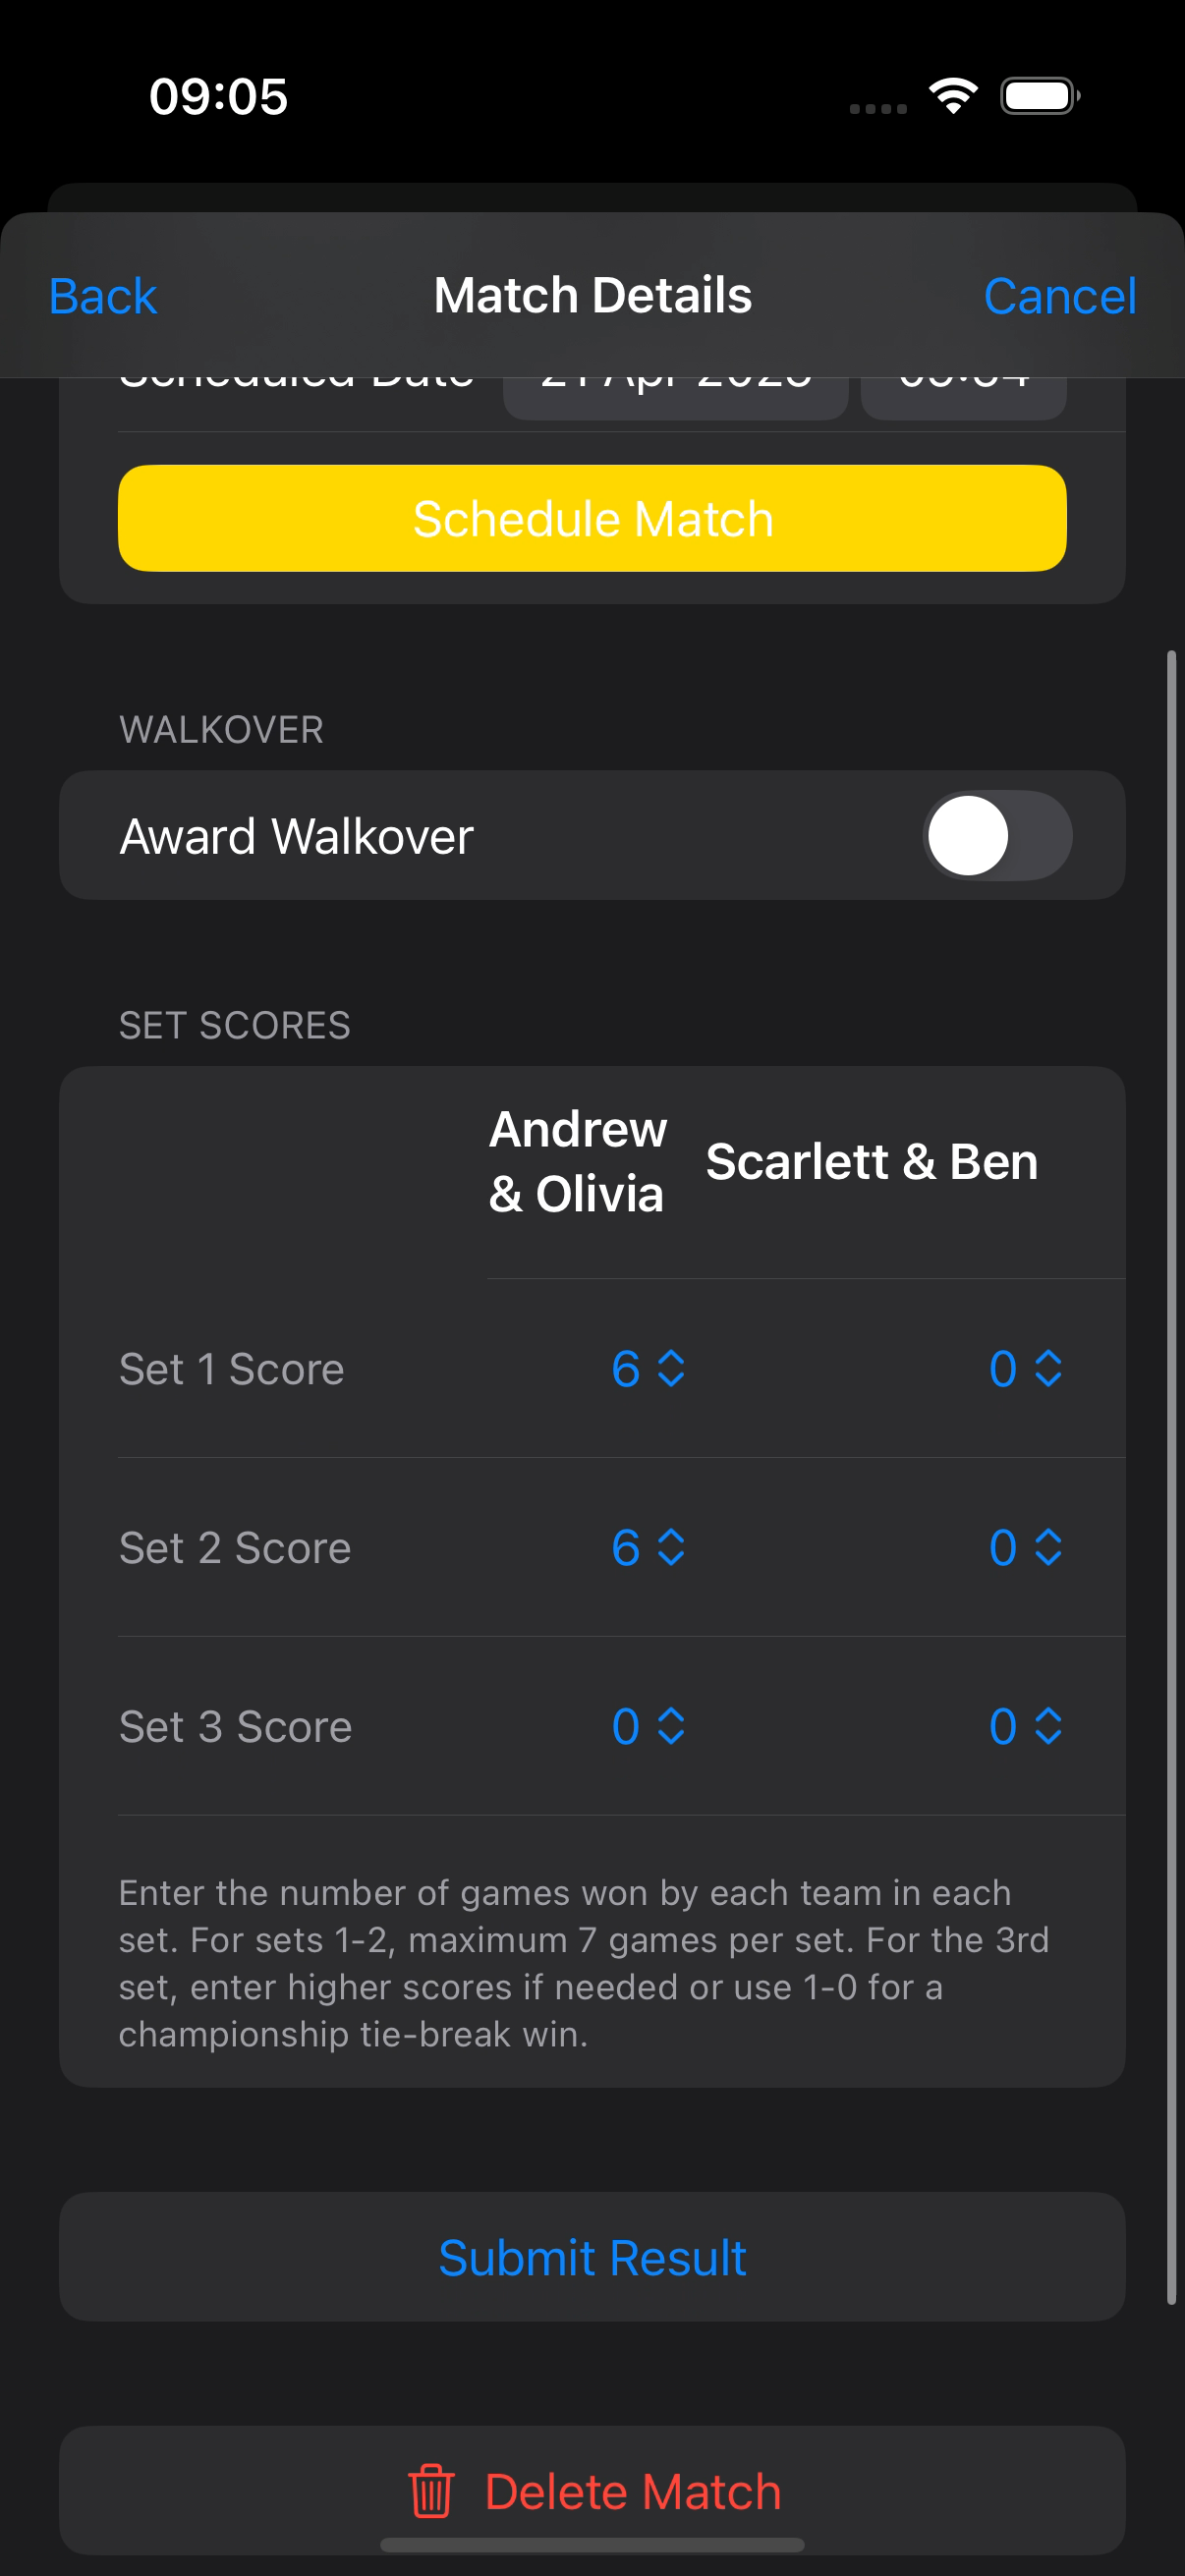 09:05
Back
Match Details
Cancel
Scheduled Date
Schedule Match
WALKOVER
Award Walkover
SET SCORES
Andrew
& Olivia
Scarlett & Ben
Set 1 Score 6 0
Set 2 Score 6 0
Set 3 Score 0 0
Enter the number of games won by each team in each
set. For sets 1-2, maximum 7 games per set. For the 3rd
set, enter higher scores if needed or use 1-0 for a
championship tie-break win.
Submit Result
Delete Match